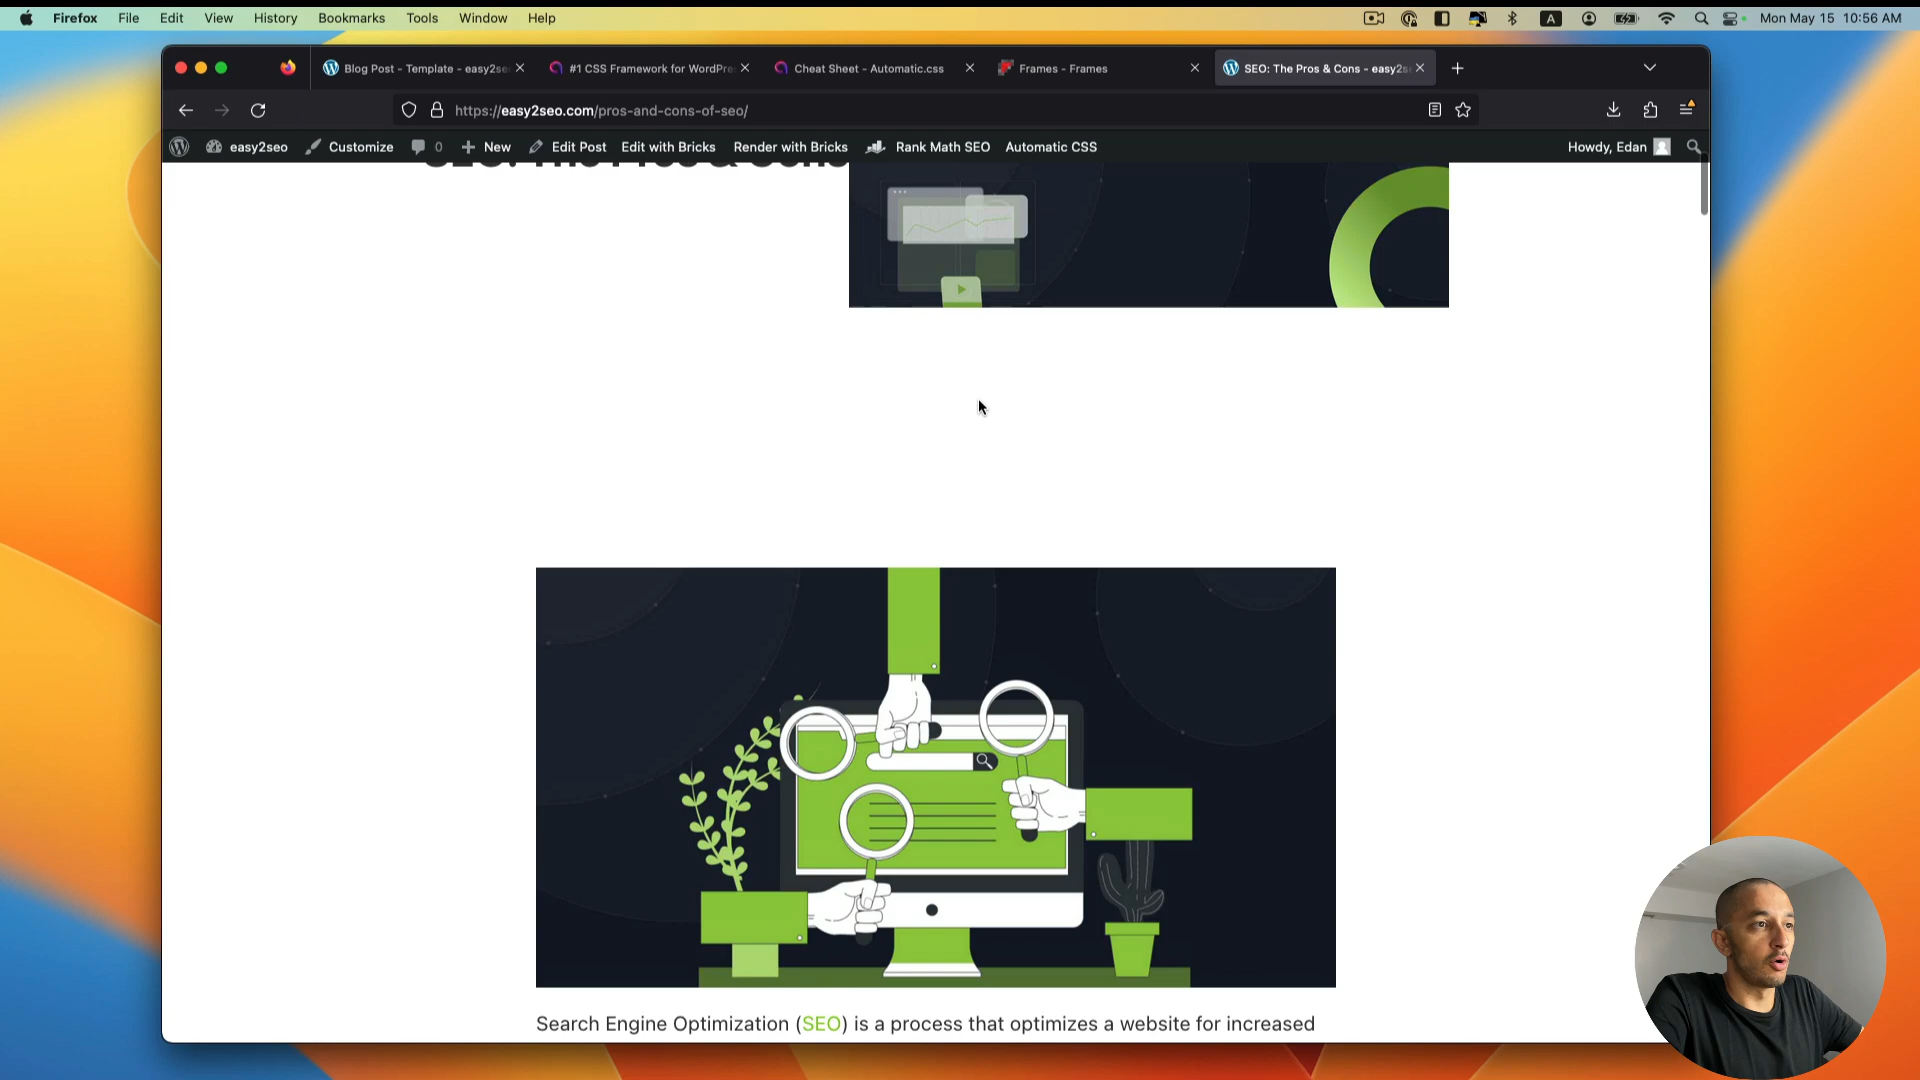 Firefox File Edit View History Bookmarks Tools Window Help A Mon May 15 10:56 AM
Blog Post - Template - easy2se #1 CSS Framework for WordPre Cheat Sheet - Automatic.css Frames - Frames SEO: The Pros & Cons - easy2s
https://easy2seo.com/pros-and-cons-of-seo/
easy2seo Customize 0 New Edit Post Edit with Bricks Render with Bricks Rank Math SEO Automatic CSS Howdy, Edan
SEO: The Pros & Cons
Search Engine Optimization (SEO) is a process that optimizes a website for increased